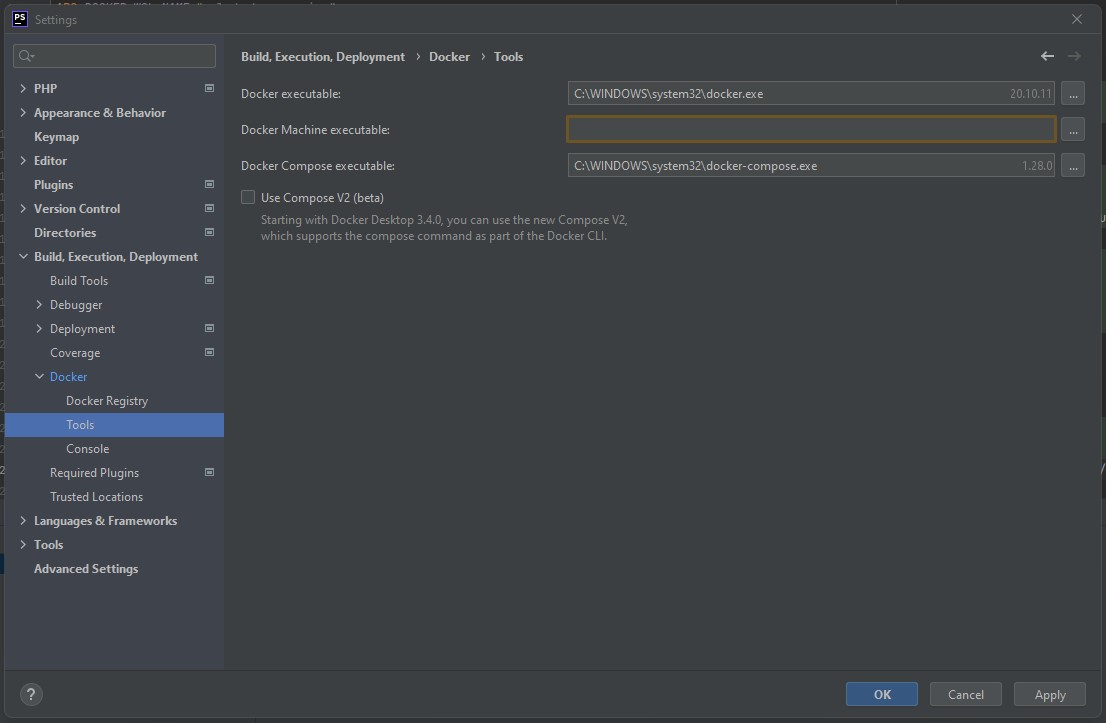 PS Settings
PHP
Appearance & Behavior
Keymap
Editor
Plugins
Version Control
Directories
Build, Execution, Deployment
Build Tools
Debugger
Deployment
Coverage
Docker
Docker Registry
Tools
Console
Required Plugins
Trusted Locations
Languages & Frameworks
Tools
Advanced Settings
Build, Execution, Deployment › Docker › Tools
Docker executable: C:\WINDOWS\system32\docker.exe 20.10.11 ...
Docker Machine executable: ...
Docker Compose executable: C:\WINDOWS\system32\docker-compose.exe 1.28.0 ...
Use Compose V2 (beta)
Starting with Docker Desktop 3.4.0, you can use the new Compose V2,
which supports the compose command as part of the Docker CLI.
? OK Cancel Apply